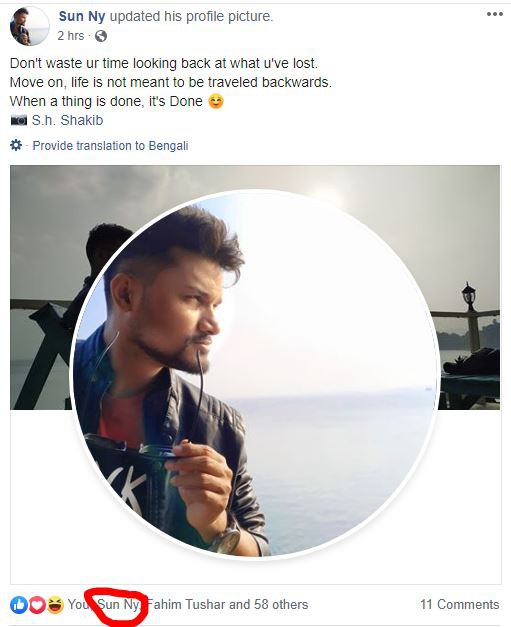 Sun Ny updated his profile picture.
2 hrs ·
Don't waste ur time looking back at what u've lost.
Move on, life is not meant to be traveled backwards.
When a thing is done, it's Done 😊
📷 S.h. Shakib
· Provide translation to Bengali
CK
You, Sun Ny, Fahim Tushar and 58 others 11 Comments